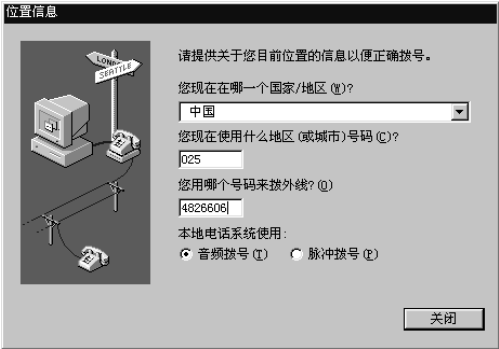 位置信息
LON
SEATTLE
请提供关于您目前位置的信息以便正确拨号。
您现在在哪一个国家/地区(W)?
中国
您现在使用什么地区(或城市)号码(C)?
025
您用哪个号码来拨外线?(O)
4826606
本地电话系统使用:
音频拨号(T) 脉冲拨号(P)
关闭